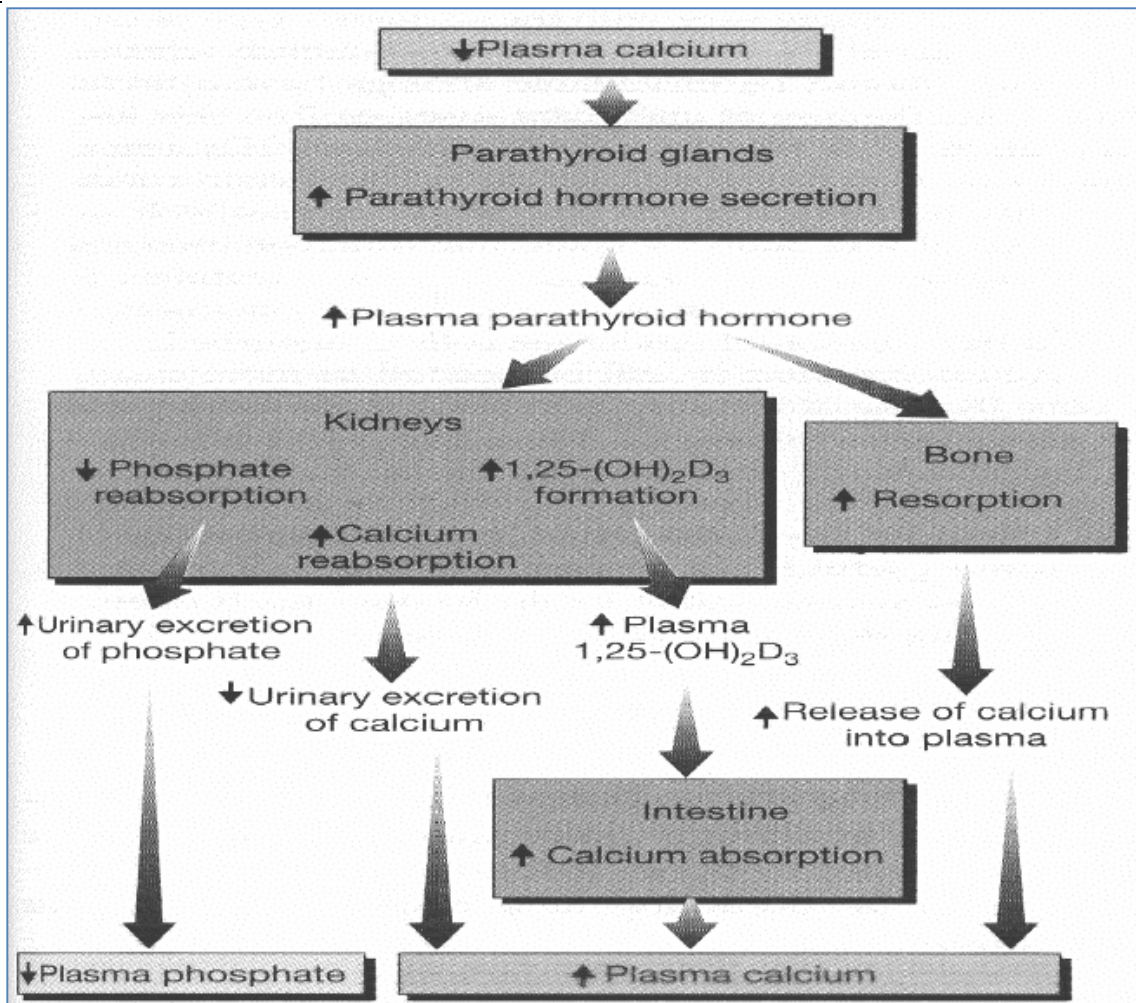 ↓Plasma calcium
Parathyroid glands
↑ Parathyroid hormone secretion
↑Plasma parathyroid hormone
Kidneys
↓ Phosphate
reabsorption
↑1,25-(OH)₂D₃
formation
↑Calcium
reabsorption
Bone
↑ Resorption
↑Urinary excretion
of phosphate
↓Urinary excretion
of calcium
↑ Plasma
1,25-(OH)₂D₃
↑Release of calcium
into plasma
Intestine
↑ Calcium absorption
↓Plasma phosphate
↑ Plasma calcium